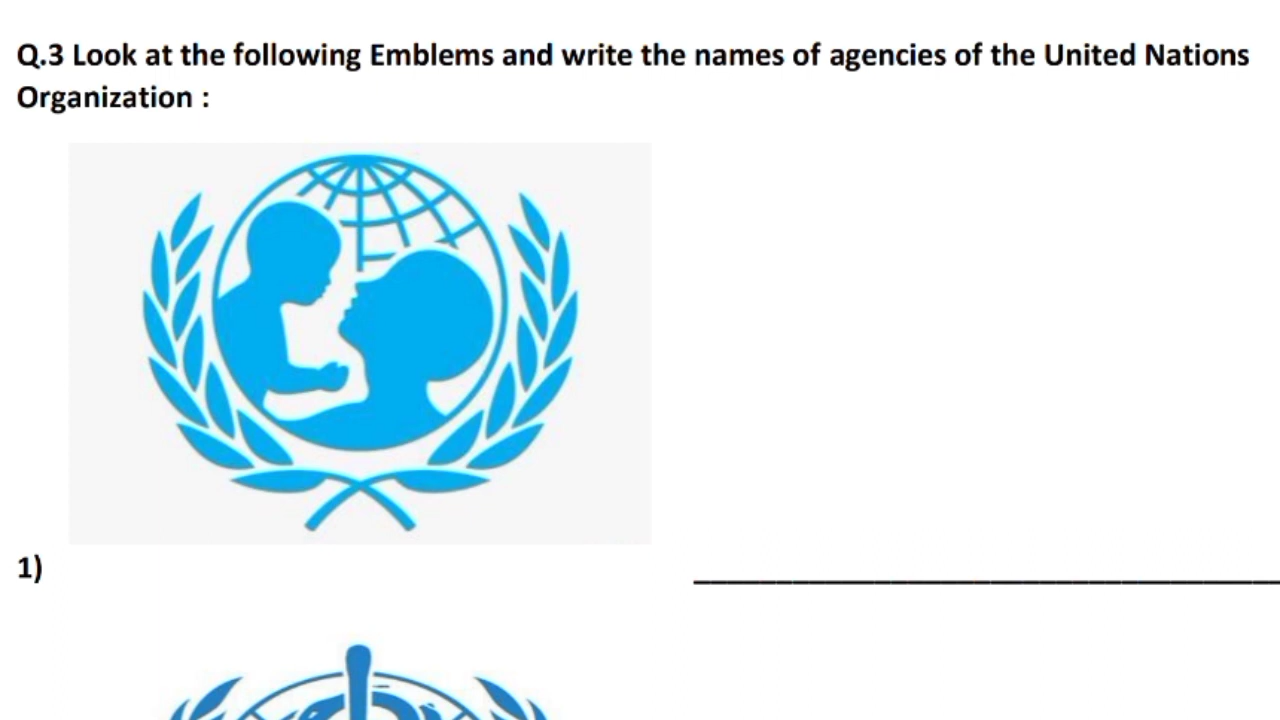 Q.3 Look at the following Emblems and write the names of agencies of the United Nations
Organization :
1)